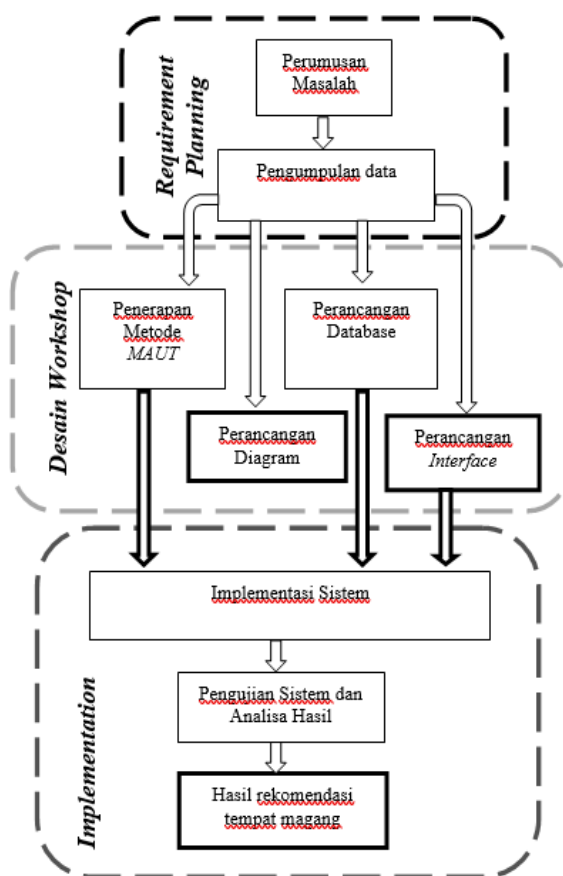 Requirement
Planning
Perumusan
Masalah
Pengumpulan data
Desain Workshop
Penerapan
Metode
MAUT
Perancangan
Database
Perancangan
Diagram
Perancangan
Interface
Implementation
Implementasi Sistem
Pengujian Sistem dan
Analisa Hasil
Hasil rekomendasi
tempat magang